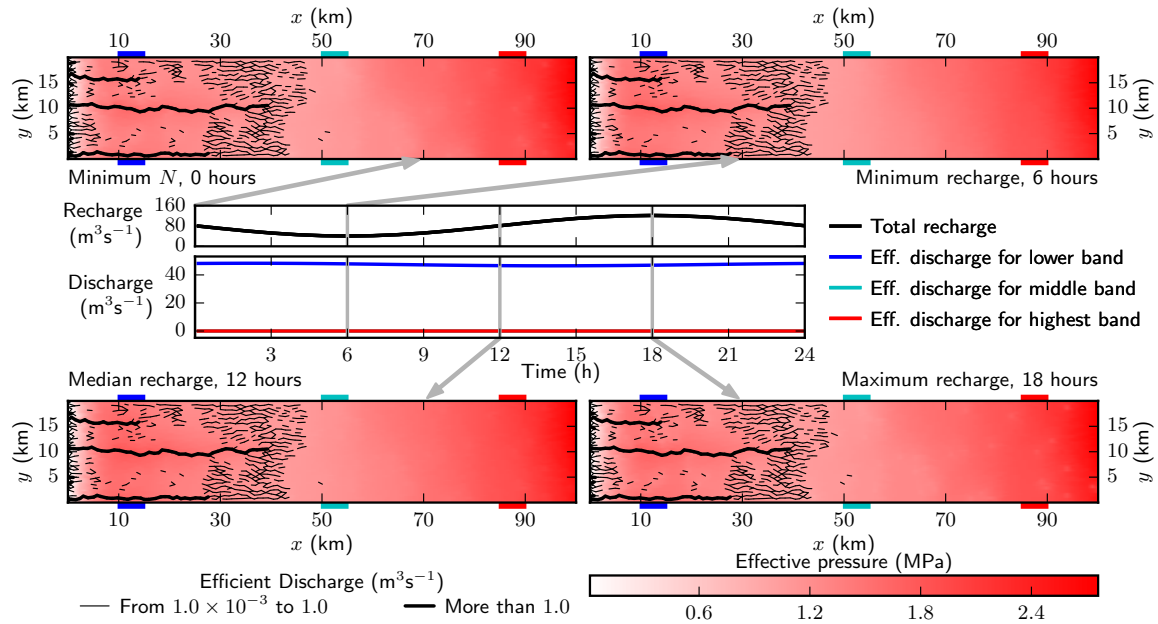 x (km)
x (km)
10 30 50 70 90
10 30 50 70 90
y (km)
15
10
5
15
10
5
y (km)
Minimum N, 0 hours
Minimum recharge, 6 hours
Recharge
(m³s⁻¹)
160
80
0
Discharge
(m³s⁻¹)
40
0
3 6 9 12 15 18 21 24
Time (h)
Total recharge
Eff. discharge for lower band
Eff. discharge for middle band
Eff. discharge for highest band
Median recharge, 12 hours
Maximum recharge, 18 hours
y (km)
15
10
5
15
10
5
y (km)
10 30 50 70 90
10 30 50 70 90
x (km)
x (km)
Efficient Discharge (m³s⁻¹)
From 1.0 × 10⁻³ to 1.0
More than 1.0
Effective pressure (MPa)
0.6 1.2 1.8 2.4